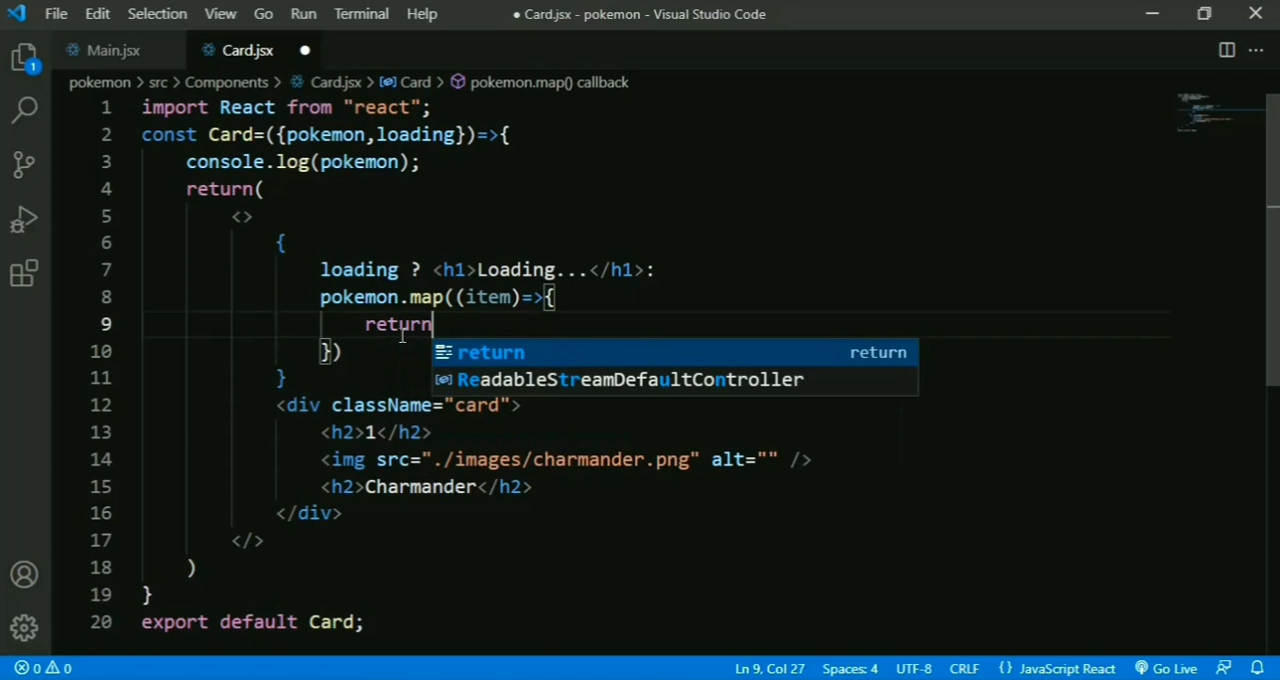 File Edit Selection View Go Run Terminal Help ● Card.jsx - pokemon - Visual Studio Code
Main.jsx Card.jsx ●
pokemon > src > Components > Card.jsx > Card > pokemon.map() callback
1 import React from "react";
2 const Card=({pokemon,loading})=>{
3 console.log(pokemon);
4 return(
5 <>
6 {
7 loading ? <h1>Loading...</h1>:
8 pokemon.map((item)=>{
9 return
10 })
return return
ReadableStreamDefaultController
11 }
12 <div className="card">
13 <h2>1</h2>
14 <img src="./images/charmander.png" alt="" />
15 <h2>Charmander</h2>
16 </div>
17 </>
18 )
19 }
20 export default Card;
1
0 0 Ln 9, Col 27 Spaces: 4 UTF-8 CRLF {} JavaScript React Go Live